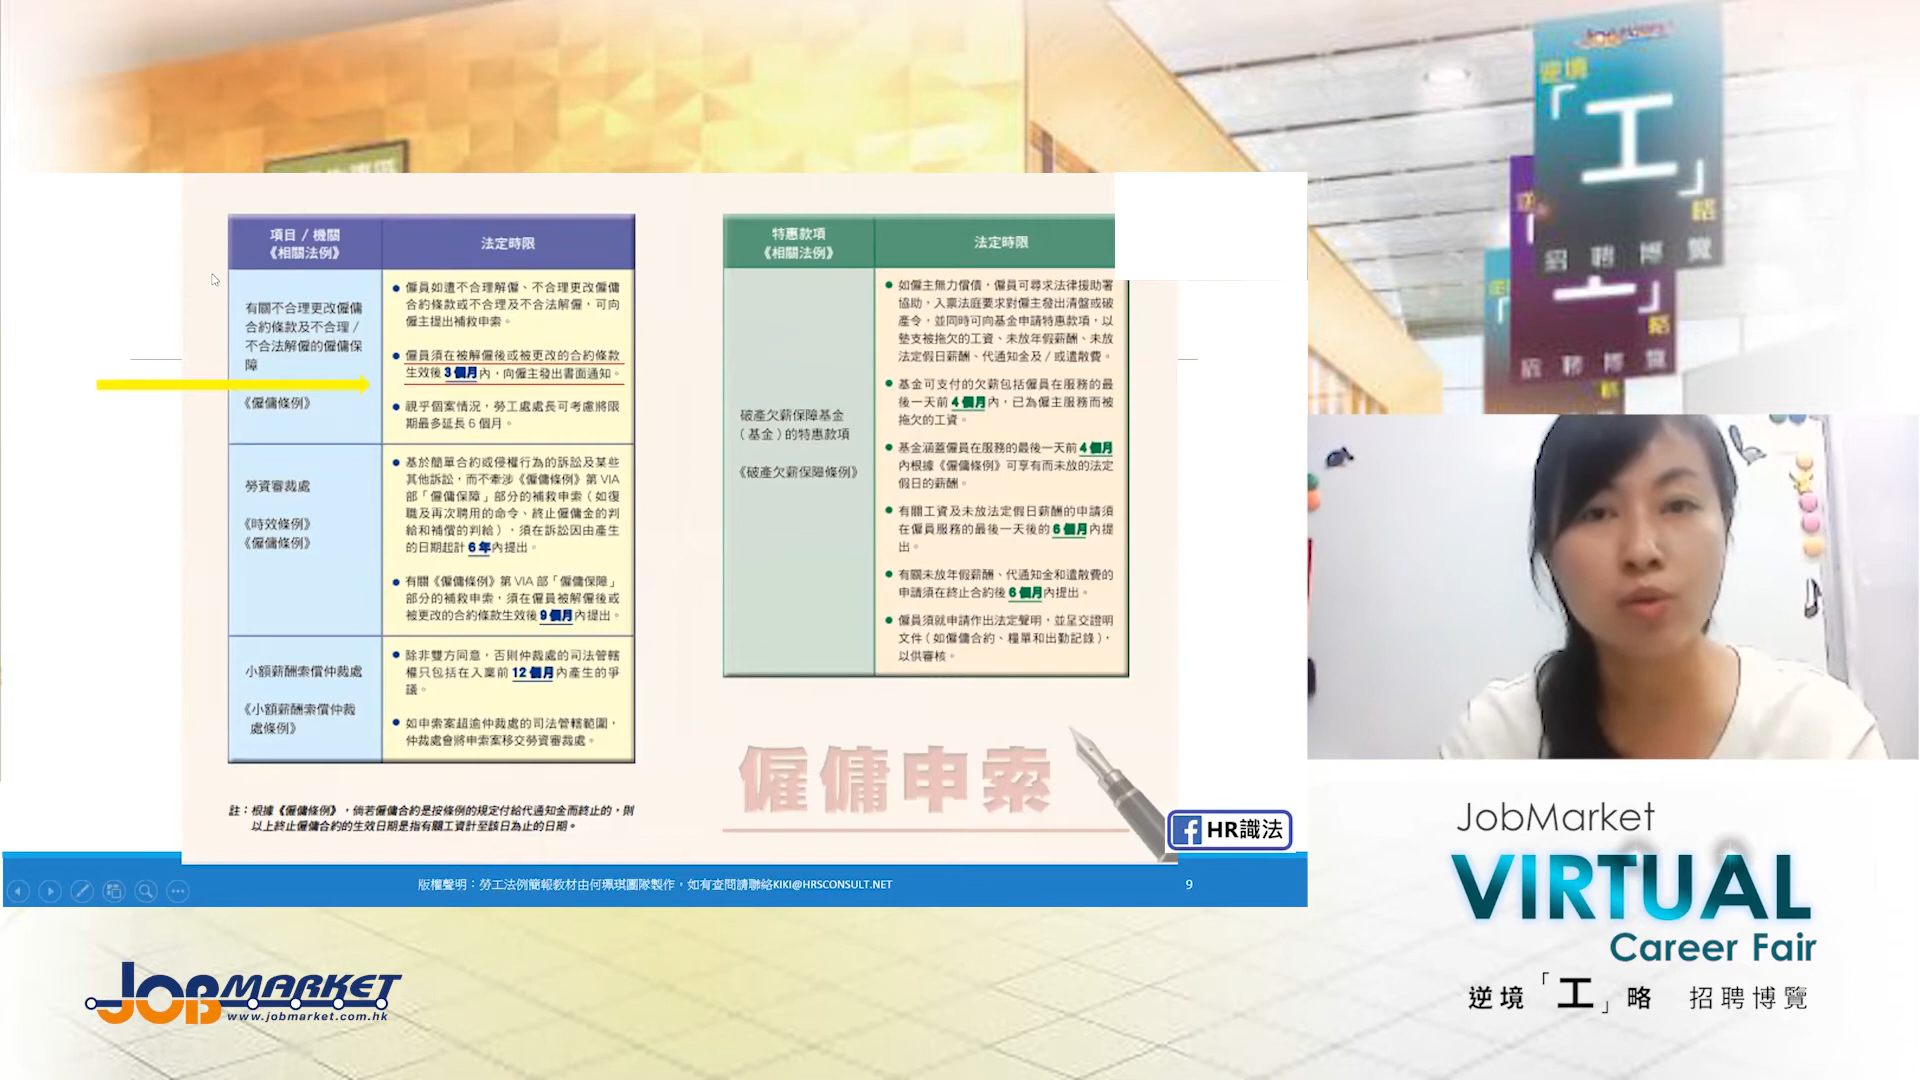 JOBMARKET
逆境
「工」
略
招聘博覽
略
招聘博覽
項目 / 機關
《相關法例》
法定時限
有關不合理更改僱傭
合約條款及不合理 /
不合法解僱的僱傭保
障
《僱傭條例》
● 僱員如遭不合理解僱、不合理更改僱傭
合約條款或不合理及不合法解僱，可向
僱主提出補救申索。
● 僱員須在被解僱後或被更改的合約條款
生效後 3 個月內，向僱主發出書面通知。
● 視乎個案情況，勞工處處長可考慮將限
期最多延長 6 個月。
勞資審裁處
《時效條例》
《僱傭條例》
● 基於簡單合約或侵權行為的訴訟及某些
其他訴訟，而不牽涉《僱傭條例》第 VIA
部「僱傭保障」部分的補救申索（如復
職及再次聘用的命令、終止僱傭金的判
給和補償的判給），須在訴訟因由產生
的日期起計 6 年內提出。
● 有關《僱傭條例》第 VIA 部「僱傭保障」
部分的補救申索，須在僱員被解僱後或
被更改的合約條款生效後 9 個月內提出。
小額薪酬索償仲裁處
《小額薪酬索償仲裁
處條例》
● 除非雙方同意，否則仲裁處的司法管轄
權只包括在入稟前 12 個月內產生的爭
議。
● 如申索案超逾仲裁處的司法管轄範圍，
仲裁處會將申索案移交勞資審裁處。
註：根據《僱傭條例》，倘若僱傭合約是按條例的規定付給代通知金而終止的，則
以上終止僱傭合約的生效日期是指有關工資計至該日為止的日期。
特惠款項
《相關法例》
法定時限
破產欠薪保障基金
（基金）的特惠款項
《破產欠薪保障條例》
● 如僱主無力償債，僱員可尋求法律援助署
協助，入稟法庭要求對僱主發出清盤或破
產令，並同時可向基金申請特惠款項，以
墊支被拖欠的工資、未放年假薪酬、未放
法定假日薪酬、代通知金及 / 或遣散費。
● 基金可支付的欠薪包括僱員在服務的最
後一天前 4 個月內，已為僱主服務而被
拖欠的工資。
● 基金涵蓋僱員在服務的最後一天前 4 個月
內根據《僱傭條例》可享有而未放的法定
假日的薪酬。
● 有關工資及未放法定假日薪酬的申請須
在僱員服務的最後一天後的 6 個月內提
出。
● 有關未放年假薪酬、代通知金和遣散費的
申請須在終止合約後 6 個月內提出。
● 僱員須就申請作出法定聲明，並呈交證明
文件（如僱傭合約、糧單和出勤記錄），
以供審核。
僱傭申索
HR識法
版權聲明：勞工法例簡報教材由何珮琪團隊製作，如有查問請聯絡KIKI@HRSCONSULT.NET
9
JobMarket
VIRTUAL
Career Fair
逆境「工」略 招聘博覽
JOBMARKET
www.jobmarket.com.hk